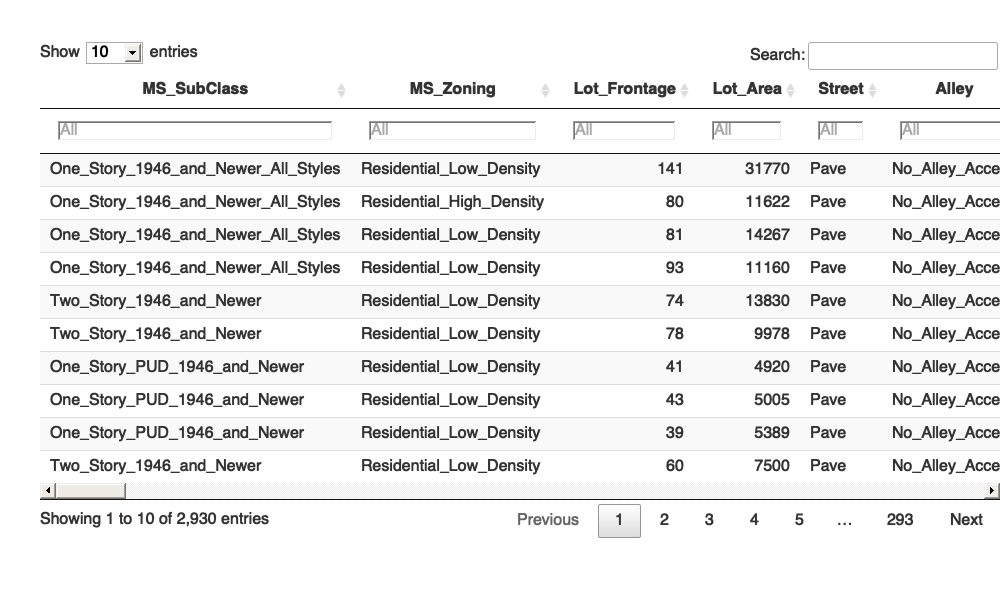 Show 10 entries Search:
MS_SubClass MS_Zoning Lot_Frontage Lot_Area Street Alley
All All All All All All
One_Story_1946_and_Newer_All_Styles Residential_Low_Density 141 31770 Pave No_Alley_Acce
One_Story_1946_and_Newer_All_Styles Residential_High_Density 80 11622 Pave No_Alley_Acce
One_Story_1946_and_Newer_All_Styles Residential_Low_Density 81 14267 Pave No_Alley_Acce
One_Story_1946_and_Newer_All_Styles Residential_Low_Density 93 11160 Pave No_Alley_Acce
Two_Story_1946_and_Newer Residential_Low_Density 74 13830 Pave No_Alley_Acce
Two_Story_1946_and_Newer Residential_Low_Density 78 9978 Pave No_Alley_Acce
One_Story_PUD_1946_and_Newer Residential_Low_Density 41 4920 Pave No_Alley_Acce
One_Story_PUD_1946_and_Newer Residential_Low_Density 43 5005 Pave No_Alley_Acce
One_Story_PUD_1946_and_Newer Residential_Low_Density 39 5389 Pave No_Alley_Acce
Two_Story_1946_and_Newer Residential_Low_Density 60 7500 Pave No_Alley_Acce
Showing 1 to 10 of 2,930 entries Previous 1 2 3 4 5 … 293 Next